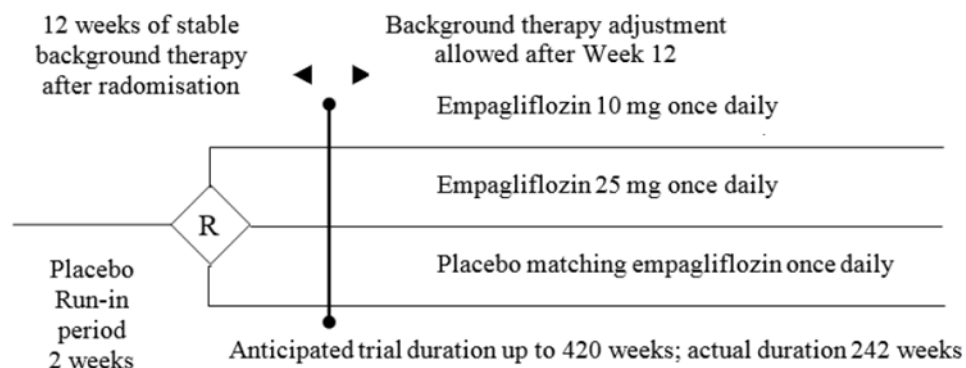 12 weeks of stable
background therapy
after radomisation
Background therapy adjustment
allowed after Week 12
Empagliflozin 10 mg once daily
Empagliflozin 25 mg once daily
R
Placebo matching empagliflozin once daily
Placebo
Run-in
period
2 weeks
Anticipated trial duration up to 420 weeks; actual duration 242 weeks